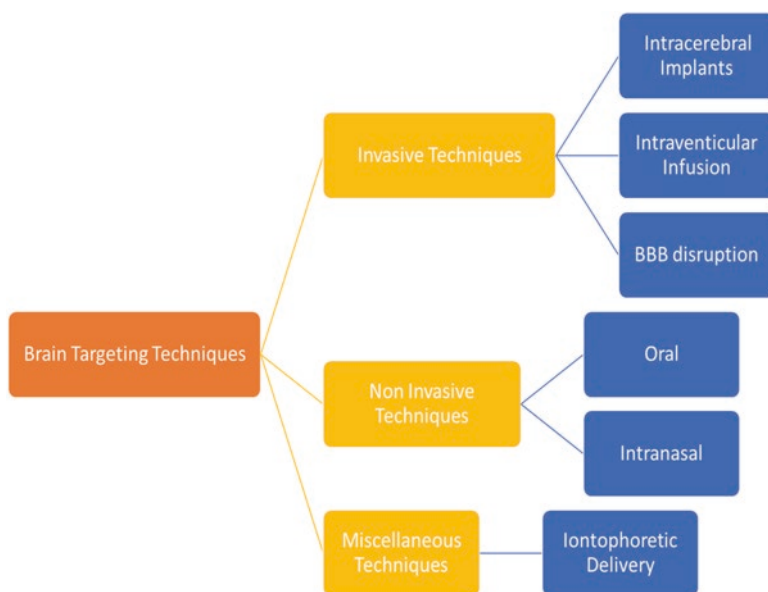 Intracerebral
Implants
Invasive Techniques
Intraventicular
Infusion
BBB disruption
Brain Targeting Techniques
Non Invasive
Techniques
Oral
Intranasal
Miscellaneous
Techniques
Iontophoretic
Delivery